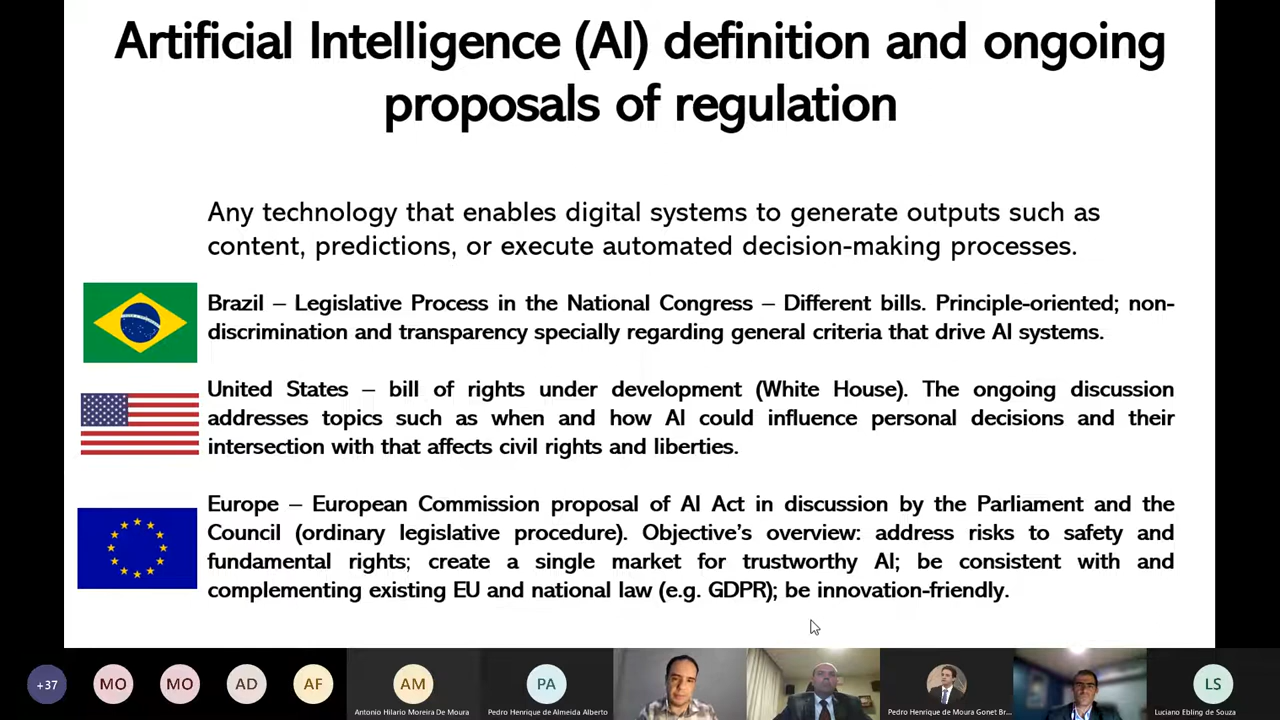 Artificial Intelligence (AI) definition and ongoing
proposals of regulation
Any technology that enables digital systems to generate outputs such as
content, predictions, or execute automated decision-making processes.
Brazil – Legislative Process in the National Congress – Different bills. Principle-oriented; non-
discrimination and transparency specially regarding general criteria that drive AI systems.
United States – bill of rights under development (White House). The ongoing discussion
addresses topics such as when and how AI could influence personal decisions and their
intersection with that affects civil rights and liberties.
Europe – European Commission proposal of AI Act in discussion by the Parliament and the
Council (ordinary legislative procedure). Objective’s overview: address risks to safety and
fundamental rights; create a single market for trustworthy AI; be consistent with and
complementing existing EU and national law (e.g. GDPR); be innovation-friendly.
+37 MO MO AD AF AM PA LS
Antonio Hilario Moreira De Moura Pedro Henrique de Almeida Alberto Pedro Henrique de Moura Gonet Br... Luciano Ebling de Souza